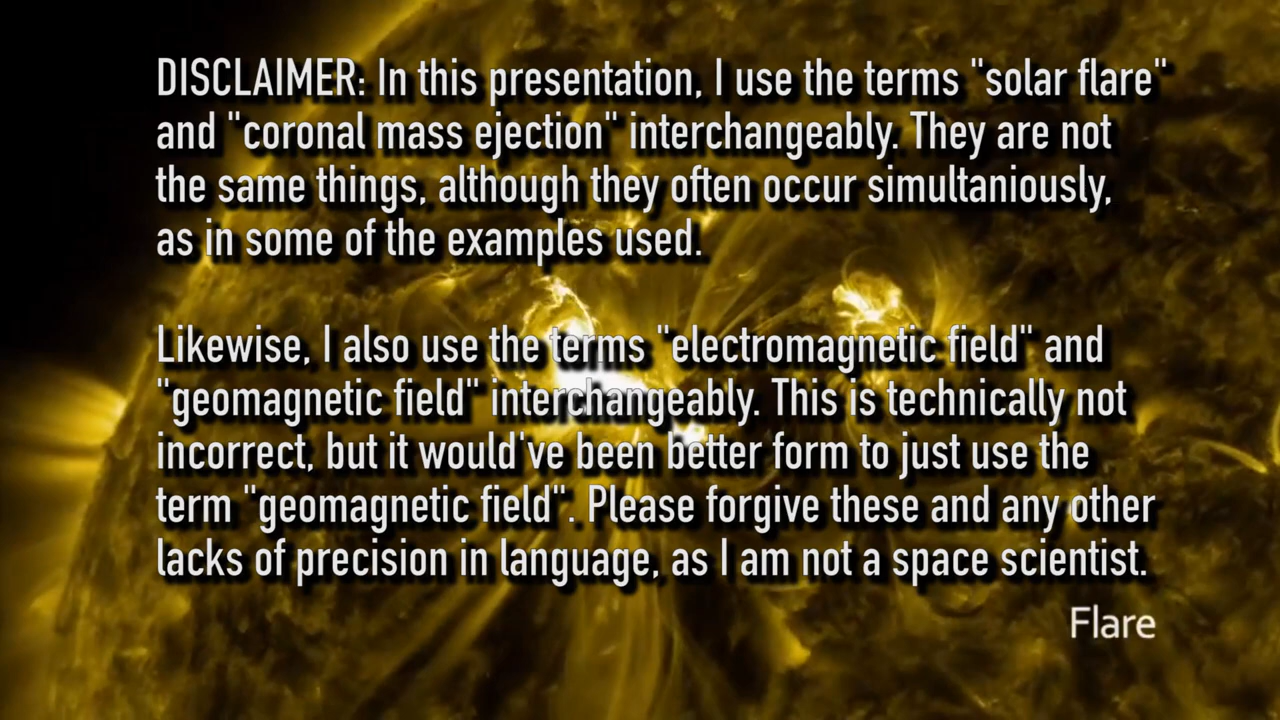 DISCLAIMER: In this presentation, I use the terms "solar flare"
and "coronal mass ejection" interchangeably. They are not
the same things, although they often occur simultaniously,
as in some of the examples used.
Likewise, I also use the terms "electromagnetic field" and
"geomagnetic field" interchangeably. This is technically not
incorrect, but it would've been better form to just use the
term "geomagnetic field". Please forgive these and any other
lacks of precision in language, as I am not a space scientist.
Flare